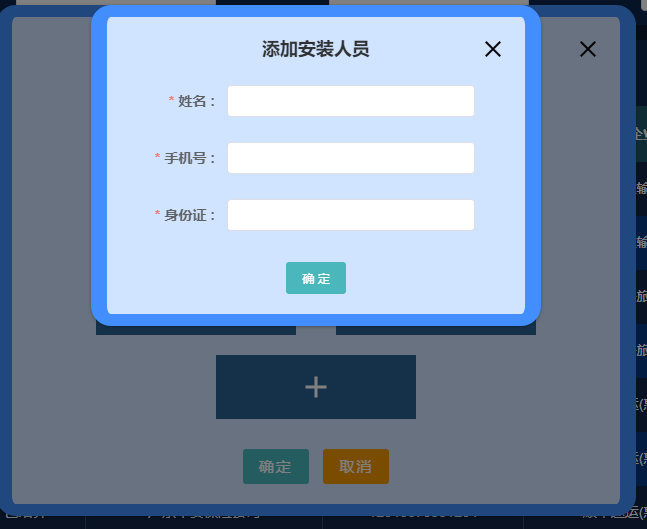 添加安装人员
* 姓名：
* 手机号：
* 身份证：
确定
确定 取消